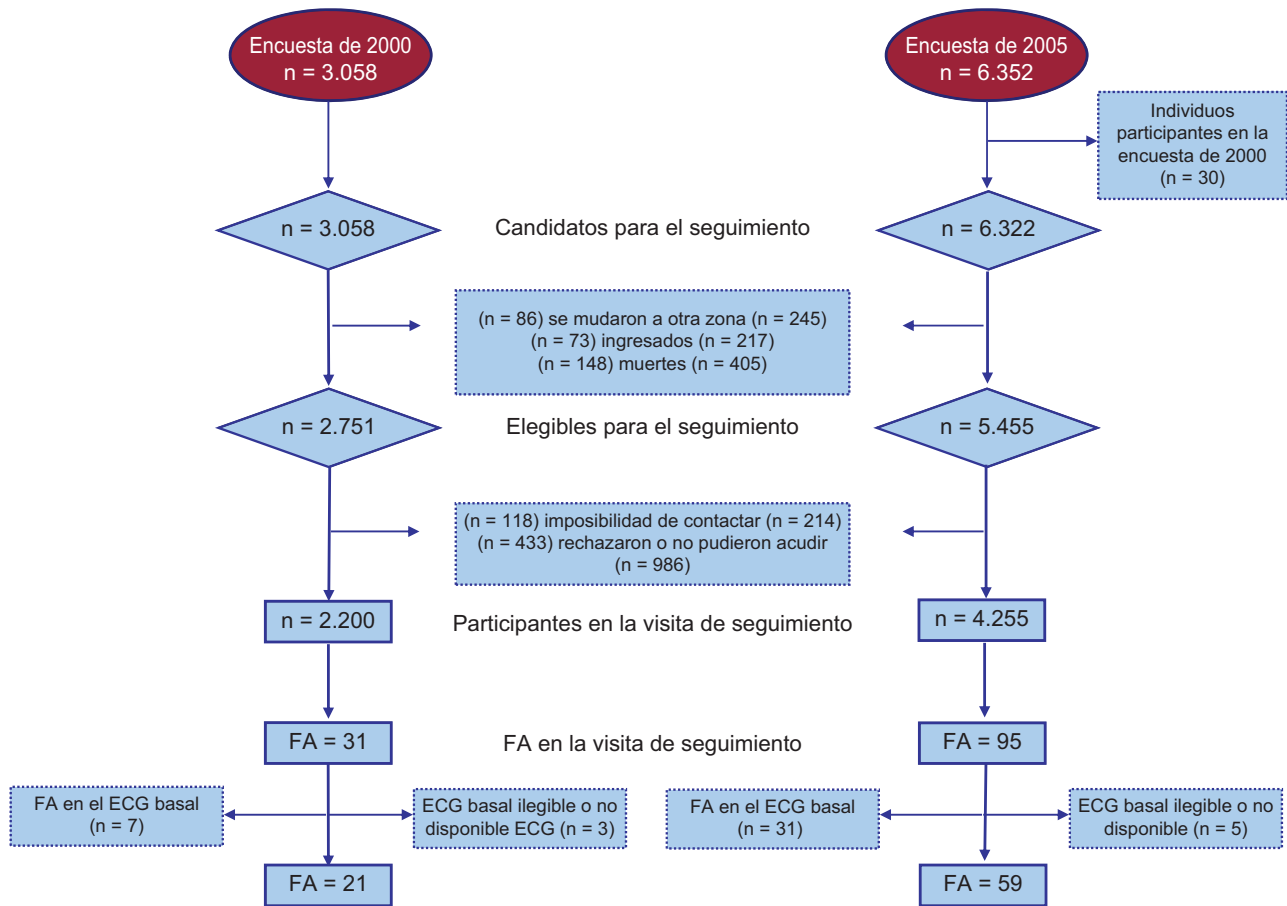 Encuesta de 2000
n = 3.058
Encuesta de 2005
n = 6.352
Individuos
participantes en la
encuesta de 2000
(n = 30)
n = 3.058
Candidatos para el seguimiento
n = 6.322
(n = 86) se mudaron a otra zona (n = 245)
(n = 73) ingresados (n = 217)
(n = 148) muertes (n = 405)
n = 2.751
Elegibles para el seguimiento
n = 5.455
(n = 118) imposibilidad de contactar (n = 214)
(n = 433) rechazaron o no pudieron acudir
(n = 986)
n = 2.200
Participantes en la visita de seguimiento
n = 4.255
FA = 31
FA en la visita de seguimiento
FA = 95
FA en el ECG basal
(n = 7)
ECG basal ilegible o no
disponible ECG (n = 3)
FA en el ECG basal
(n = 31)
ECG basal ilegible o no
disponible (n = 5)
FA = 21
FA = 59